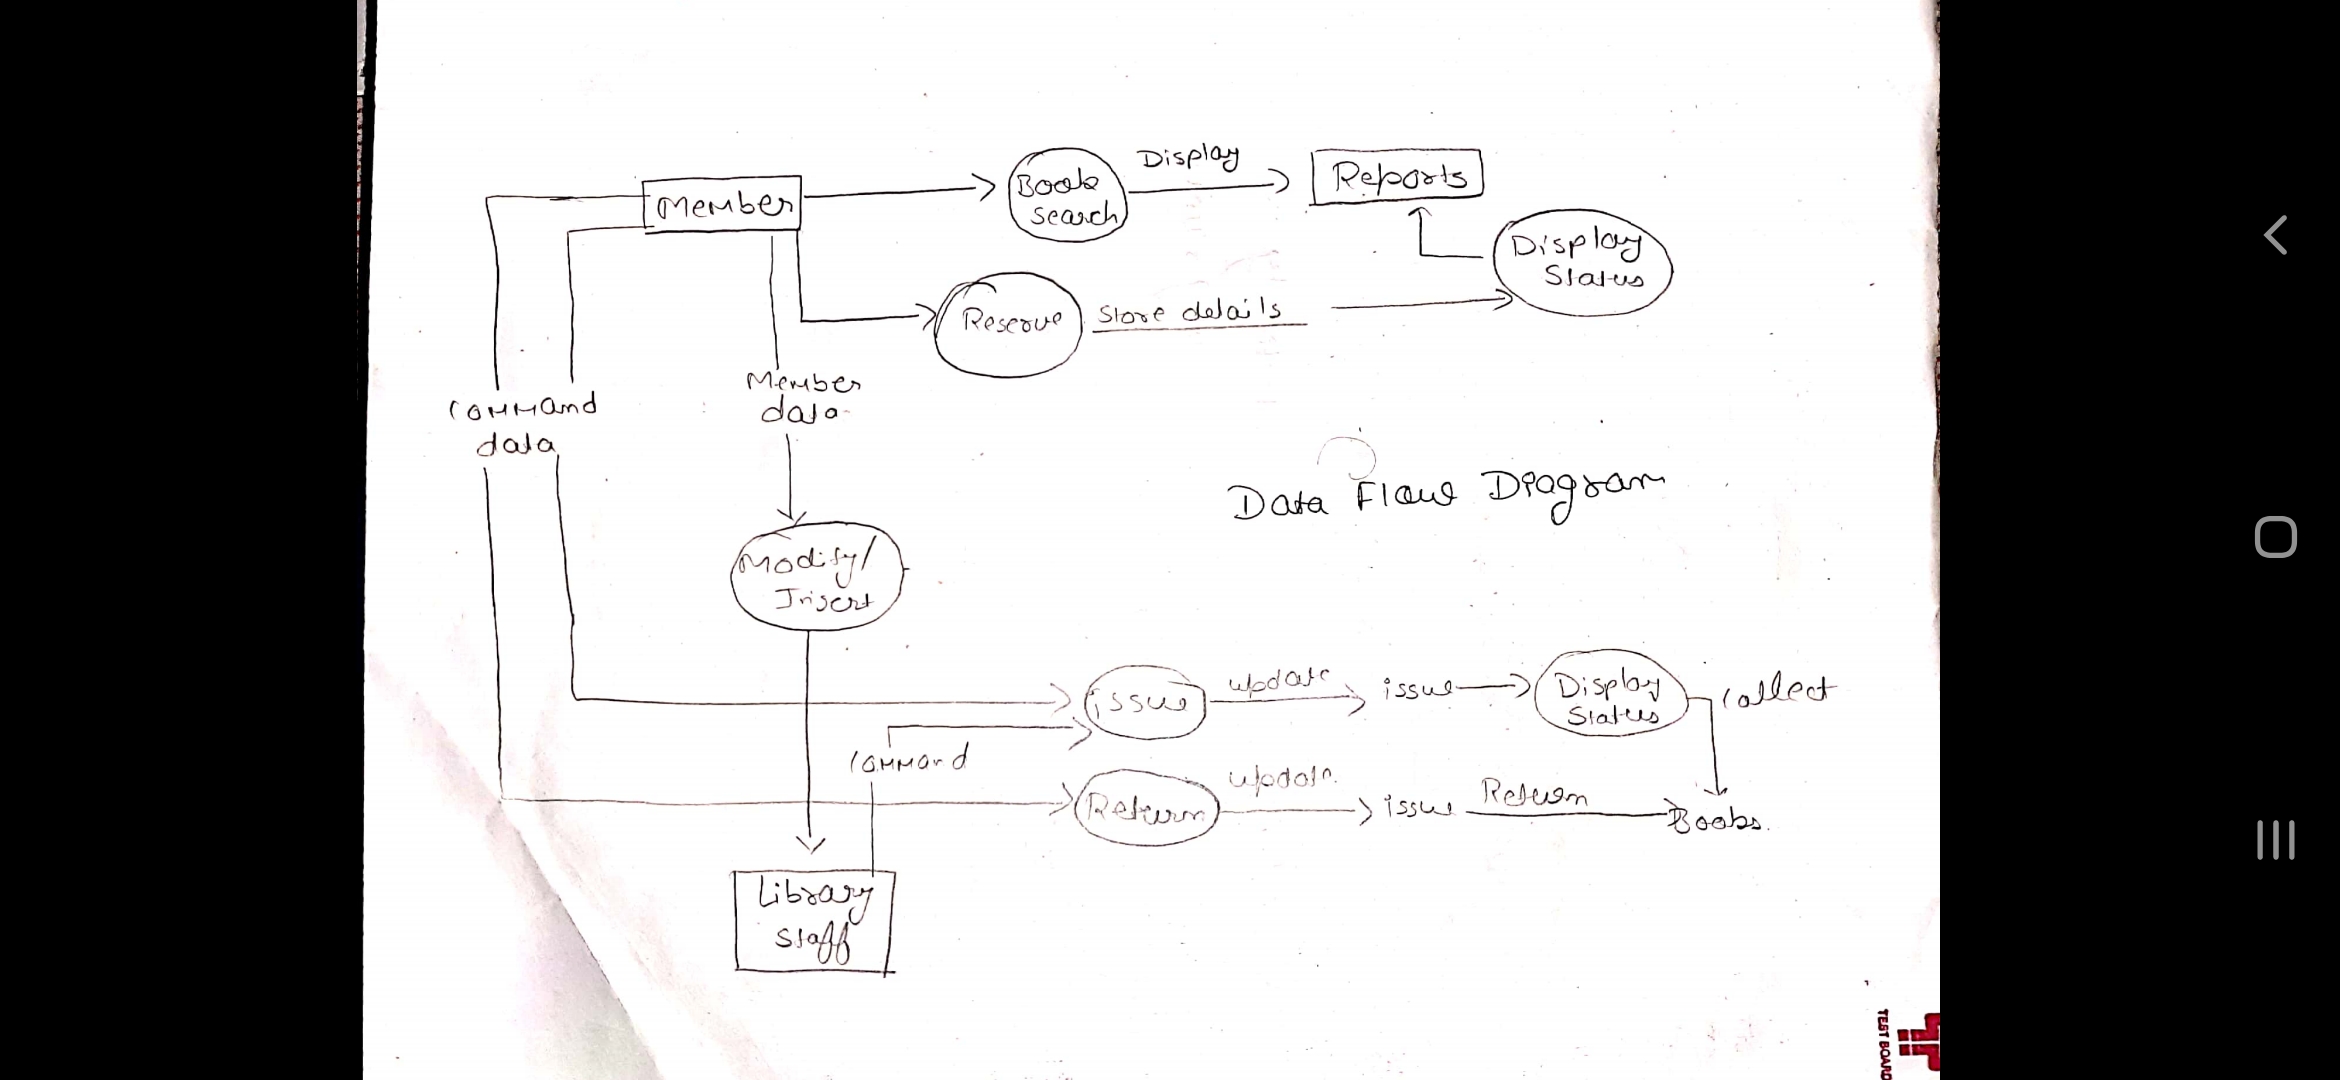 Member
Book
search
Display
Reports
Display
Status
Reserve
Store details
Member
data
Command
data
Data Flow Diagram
Modify/
Insert
issue
update
issue
Display
Status
collect
Command
Return
update
issue
Return
Books.
Library
staff
TEST BOARD